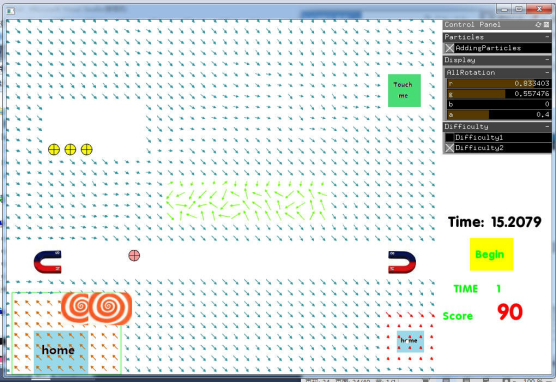 Control Panel
Particles
AddingParticles
Display
AllRotation
r 0.833403
g 0.557476
b 0
a 0.4
Difficulty
Difficulty1
Difficulty2
Touch
me
Time: 15.2079
Begin
TIME 1
Score 90
home
home